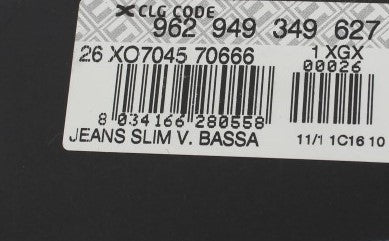 CLG CODE
962 949 349 627
26 XO7045 70666 1 XGX
00026
8 034166 280558
JEANS SLIM V. BASSA 11/1 1C16 10